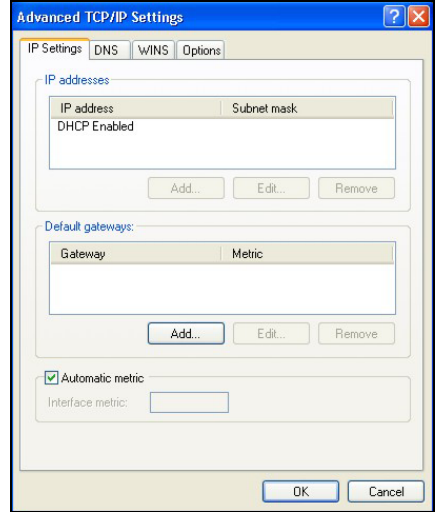 Advanced TCP/IP Settings
IP Settings DNS WINS Options
IP addresses
IP address Subnet mask
DHCP Enabled
Add... Edit... Remove
Default gateways:
Gateway Metric
Add... Edit... Remove
Automatic metric
Interface metric:
OK Cancel